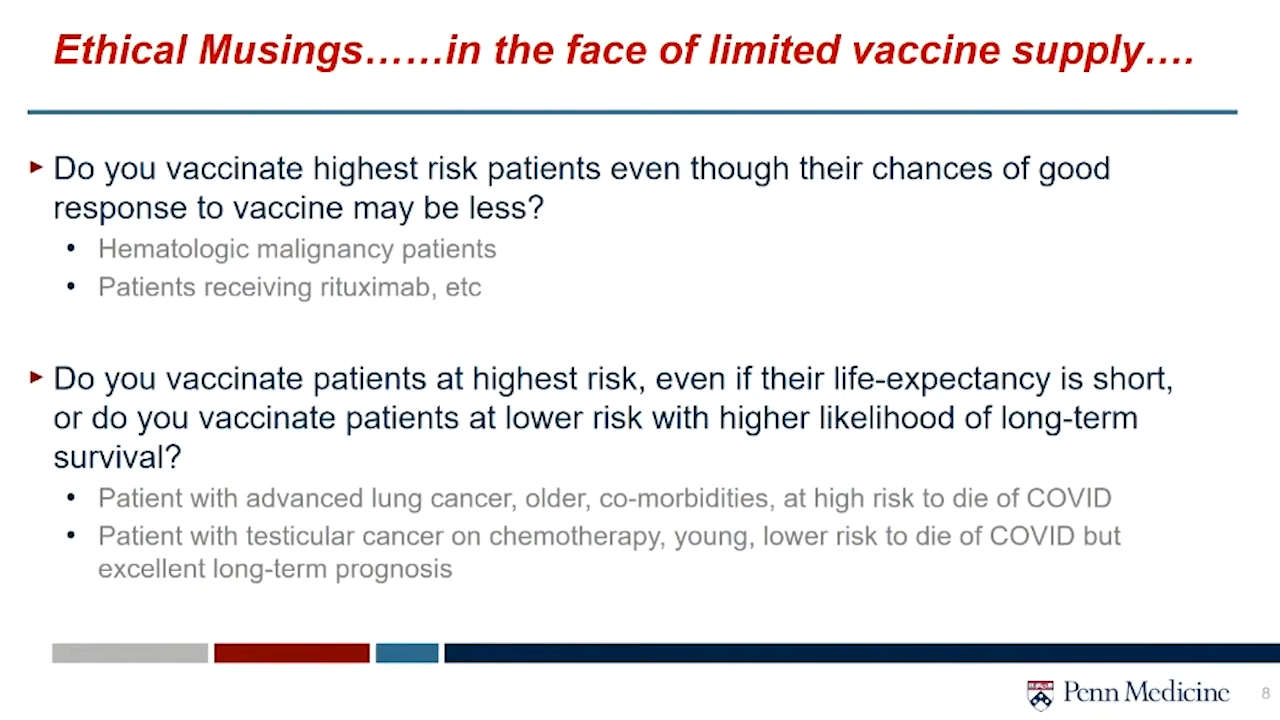 Ethical Musings……in the face of limited vaccine supply….
Do you vaccinate highest risk patients even though their chances of good
response to vaccine may be less?
• Hematologic malignancy patients
• Patients receiving rituximab, etc
Do you vaccinate patients at highest risk, even if their life-expectancy is short,
or do you vaccinate patients at lower risk with higher likelihood of long-term
survival?
• Patient with advanced lung cancer, older, co-morbidities, at high risk to die of COVID
• Patient with testicular cancer on chemotherapy, young, lower risk to die of COVID but
excellent long-term prognosis
Penn Medicine
8